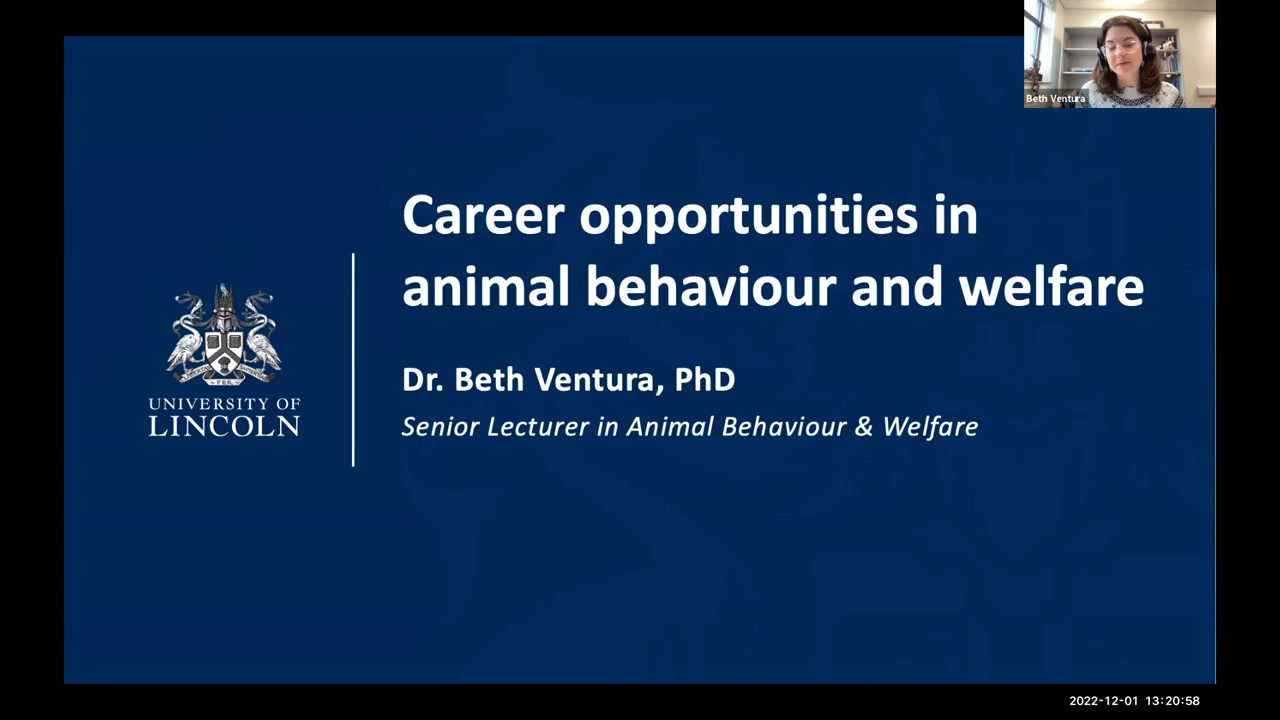 Beth Ventura
Career opportunities in
animal behaviour and welfare
Dr. Beth Ventura, PhD
Senior Lecturer in Animal Behaviour & Welfare
PER
UNIVERSITY OF
LINCOLN
2022-12-01 13:20:58